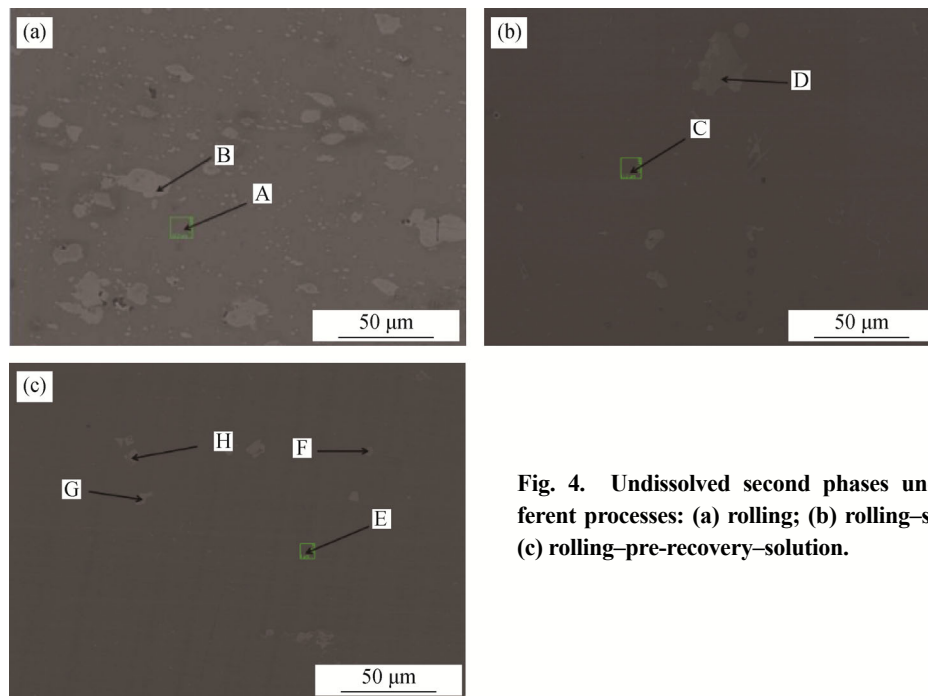 (a)
B
A
50 μm
(b)
D
C
50 μm
(c)
H
F
G
E
50 μm
Fig. 4. Undissolved second phases un
ferent processes: (a) rolling; (b) rolling–s
(c) rolling–pre-recovery–solution.